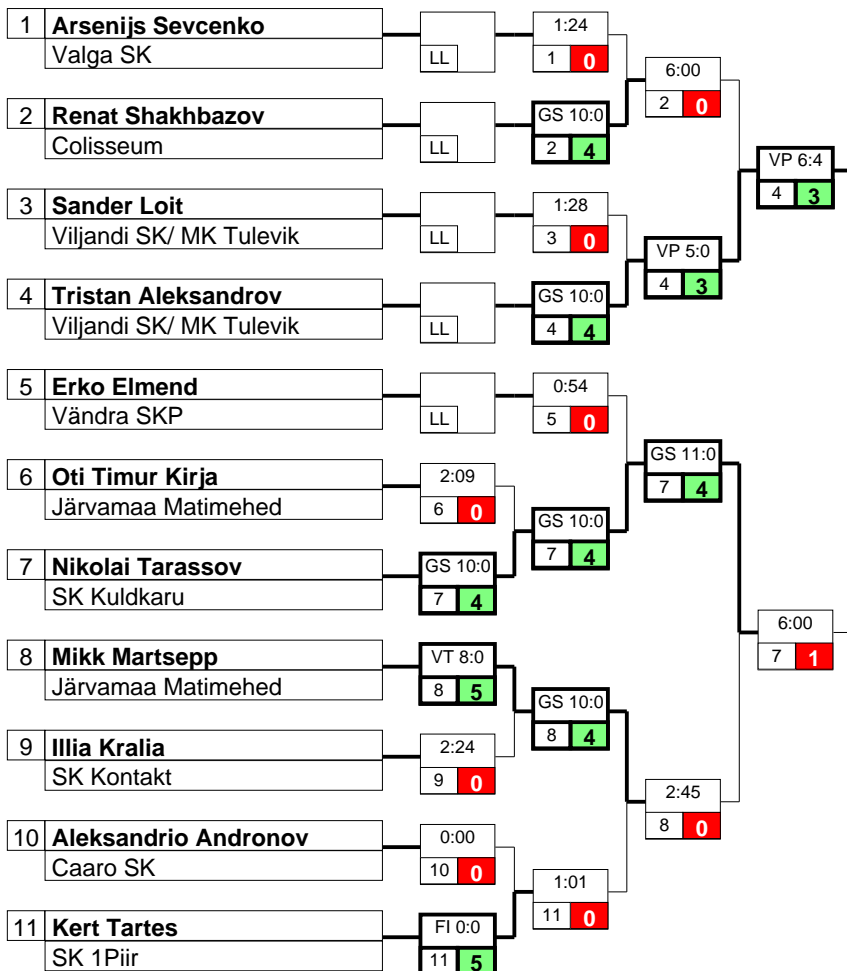 1 Arsenijs Sevcenko
Valga SK
LL
1:24
1 0
6:00
2 0
2 Renat Shakhbazov
Colisseum
LL
GS 10:0
2 4
VP 6:4
4 3
3 Sander Loit
Viljandi SK/ MK Tulevik
LL
1:28
3 0
VP 5:0
4 3
4 Tristan Aleksandrov
Viljandi SK/ MK Tulevik
LL
GS 10:0
4 4
5 Erko Elmend
Vändra SKP
LL
0:54
5 0
GS 11:0
7 4
6 Oti Timur Kirja
Järvamaa Matimehed
2:09
6 0
GS 10:0
7 4
7 Nikolai Tarassov
SK Kuldkaru
GS 10:0
7 4
6:00
7 1
8 Mikk Martsepp
Järvamaa Matimehed
VT 8:0
8 5
GS 10:0
8 4
9 Illia Kralia
SK Kontakt
2:24
9 0
2:45
8 0
10 Aleksandrio Andronov
Caaro SK
0:00
10 0
1:01
11 0
11 Kert Tartes
SK 1Piir
FI 0:0
11 5